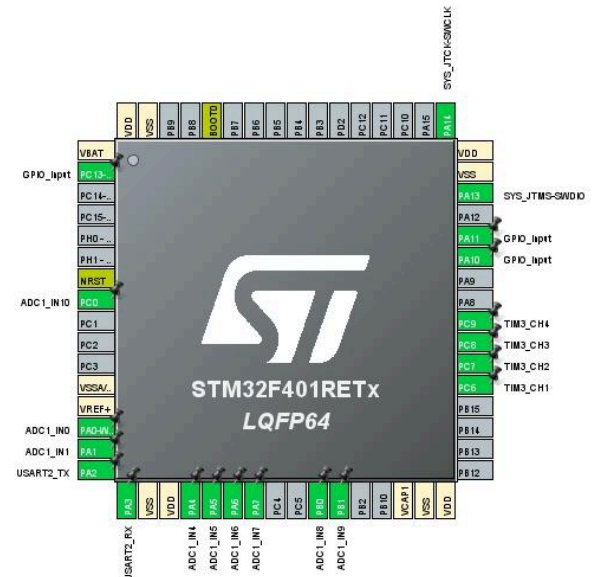 SYS_JTCK-SWCLK
VDD
VSS
PB9
PB8
BOOT0
PB7
PB6
PB5
PB4
PB3
PD2
PC12
PC11
PC10
PA15
PA14
VBAT
GPIO_Input PC13-..
PC14-..
PC15-..
PH0-..
PH1-..
NRST
ADC1_IN10 PC0
PC1
PC2
PC3
VSSA/..
VREF+
ADC1_IN0 PA0-W..
ADC1_IN1 PA1
USART2_TX PA2
STM32F401RETx
LQFP64
VDD
VSS
PA13 SYS_JTMS-SWDIO
PA12
PA11 GPIO_Input
PA10 GPIO_Input
PA9
PA8
PC9 TIM3_CH4
PC8 TIM3_CH3
PC7 TIM3_CH2
PC6 TIM3_CH1
PB15
PB14
PB13
PB12
PA3
VSS
VDD
PA4
PA5
PA6
PA7
PC4
PC5
PB0
PB1
PB2
PB10
VCAP1
VSS
VDD
USART2_RX
ADC1_IN4
ADC1_IN5
ADC1_IN6
ADC1_IN7
ADC1_IN8
ADC1_IN9